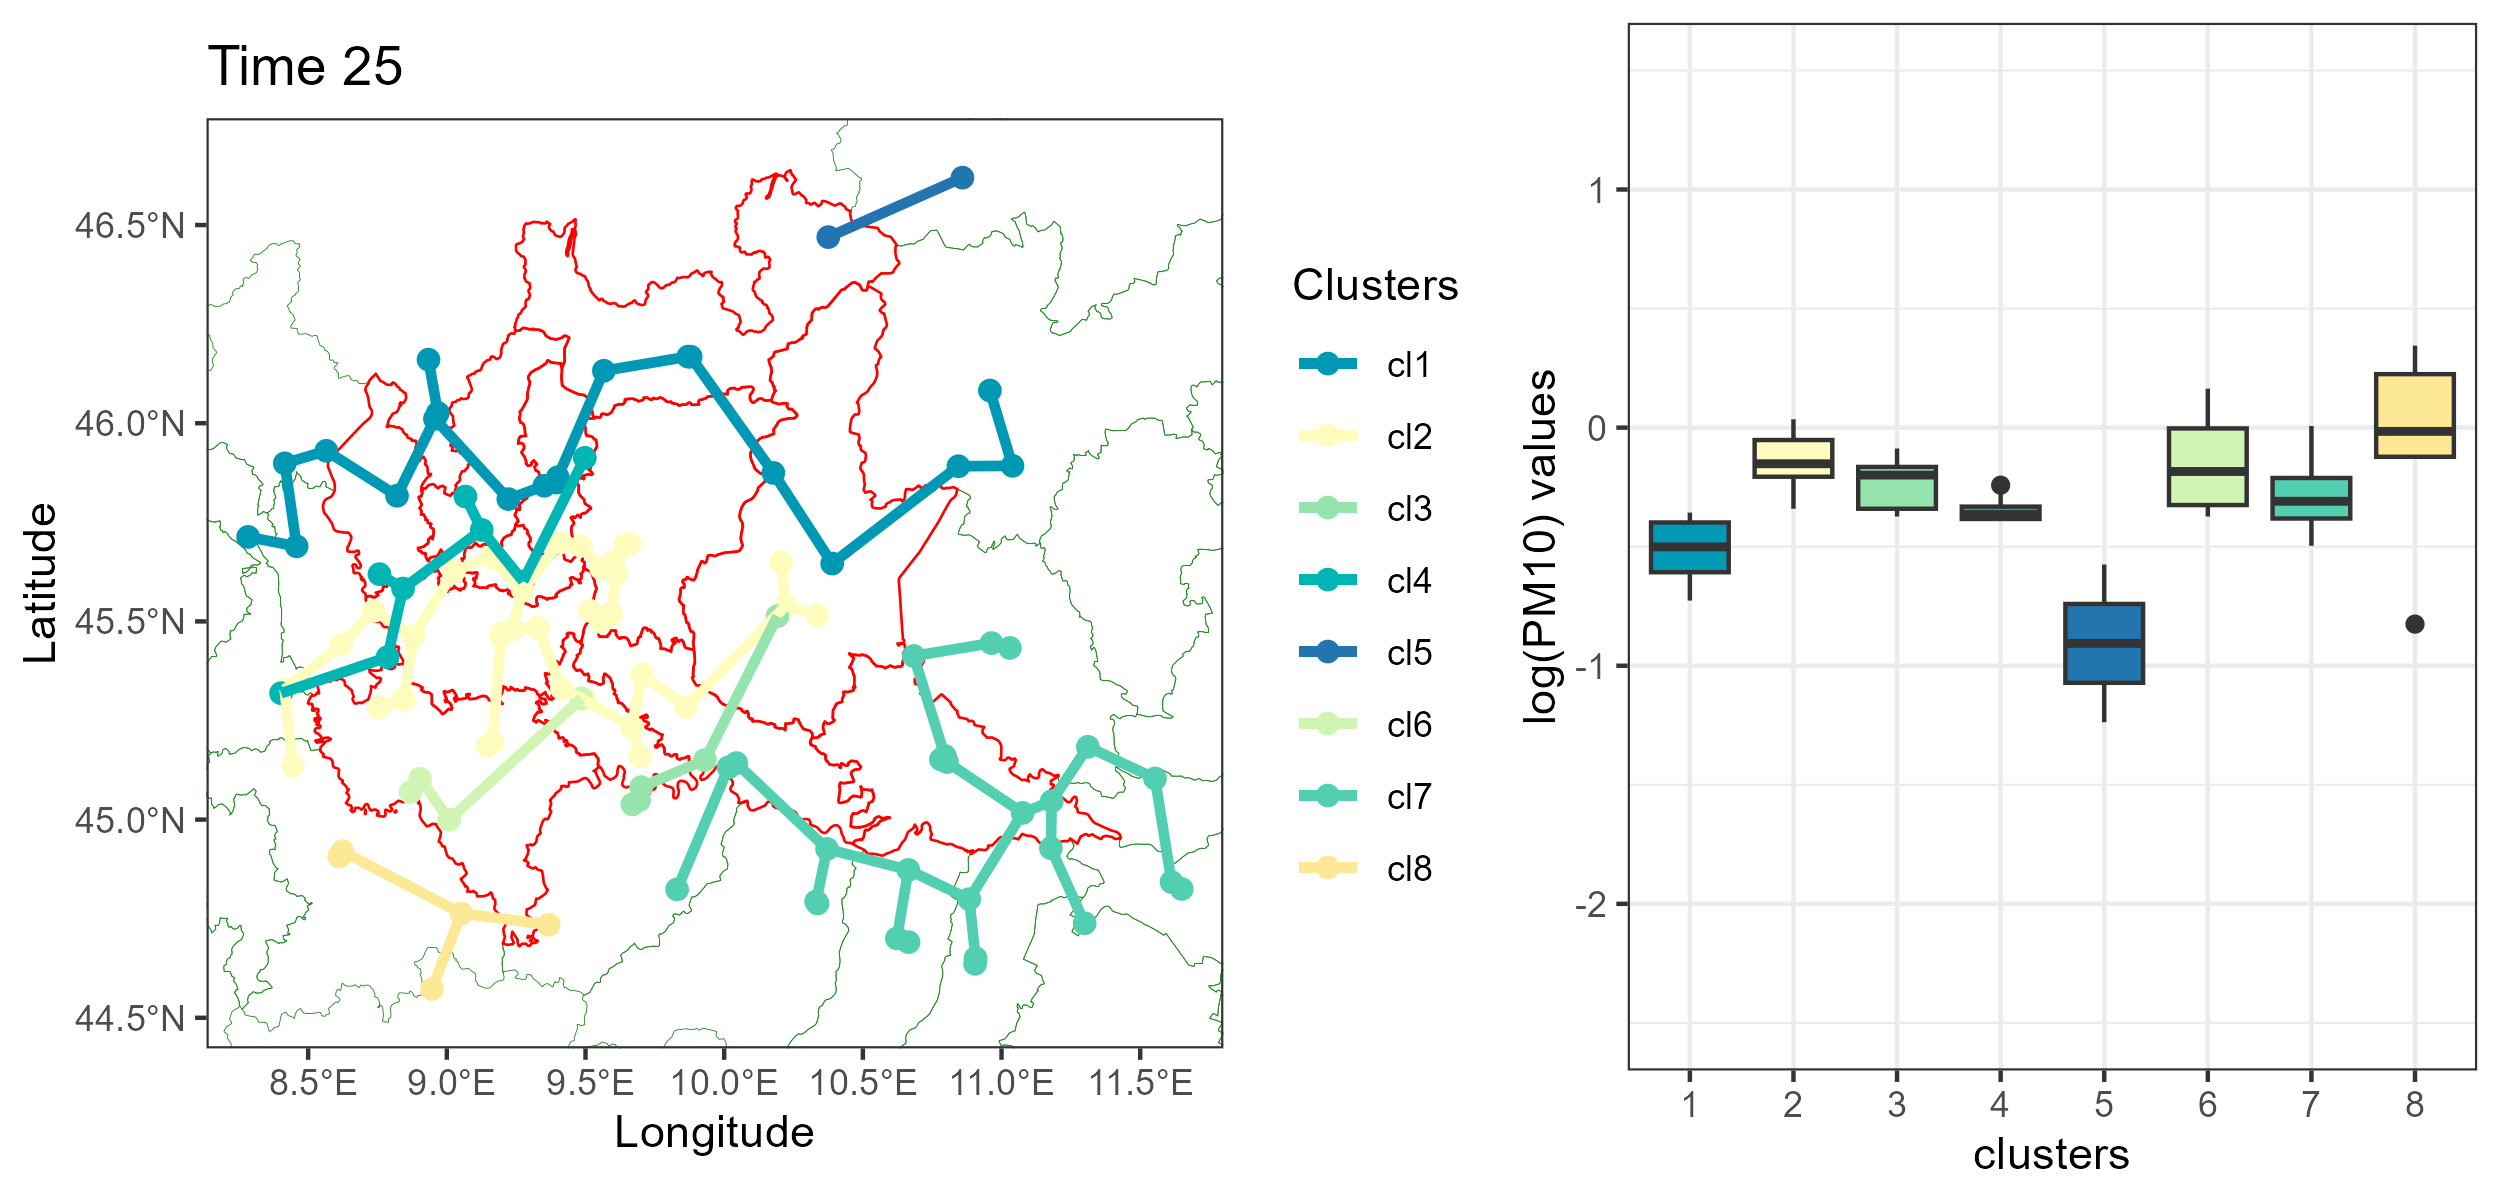 Time 25
Latitude
46.5°N
46.0°N
45.5°N
45.0°N
44.5°N
8.5°E 9.0°E 9.5°E 10.0°E 10.5°E 11.0°E 11.5°E
Longitude
Clusters
cl1
cl2
cl3
cl4
cl5
cl6
cl7
cl8
log(PM10) values
1
0
-1
-2
1 2 3 4 5 6 7 8
clusters